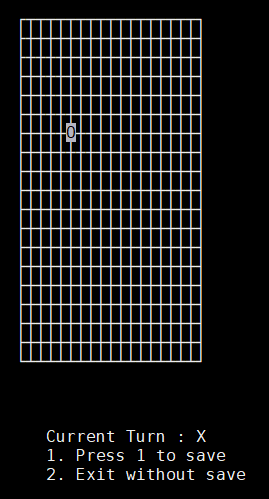 O
Current Turn : X
1. Press 1 to save
2. Exit without save